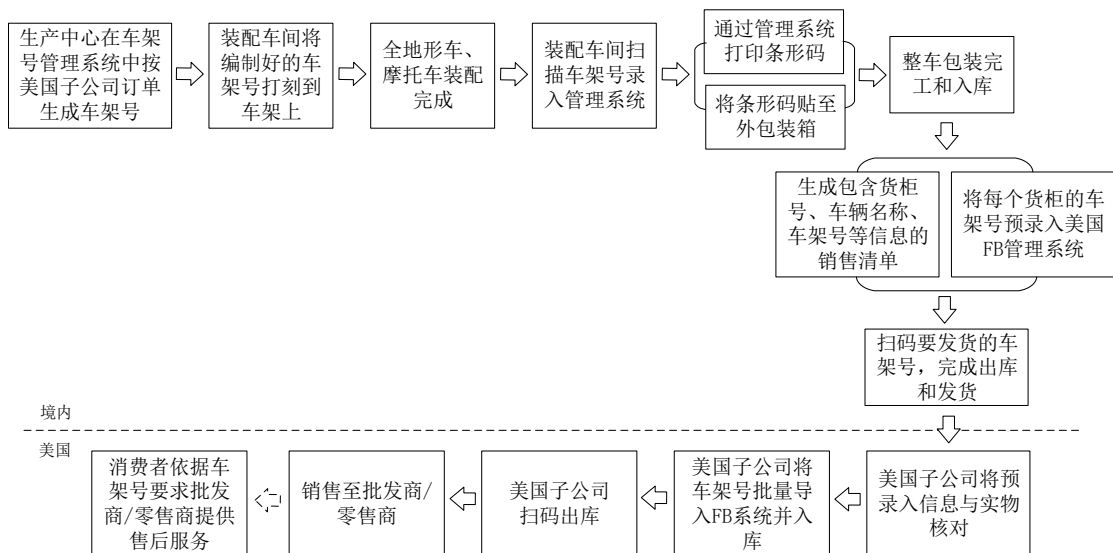 生产中心在车架
号管理系统中按
美国子公司订单
生成车架号
装配车间将
编制好的车
架号打刻到
车架上
全地形车、
摩托车装配
完成
装配车间扫
描车架号录
入管理系统
通过管理系统
打印条形码
将条形码贴至
外包装箱
整车包装完
工和入库
生成包含货柜
号、车辆名称、
车架号等信息的
销售清单
将每个货柜的车
架号预录入美国
FB管理系统
扫码要发货的车
架号，完成出库
和发货
境内
美国
美国子公司将预
录入信息与实物
核对
美国子公司将
车架号批量导
入FB系统并入
库
美国子公司
扫码出库
销售至批发商/
零售商
消费者依据车
架号要求批发
商/零售商提供
售后服务